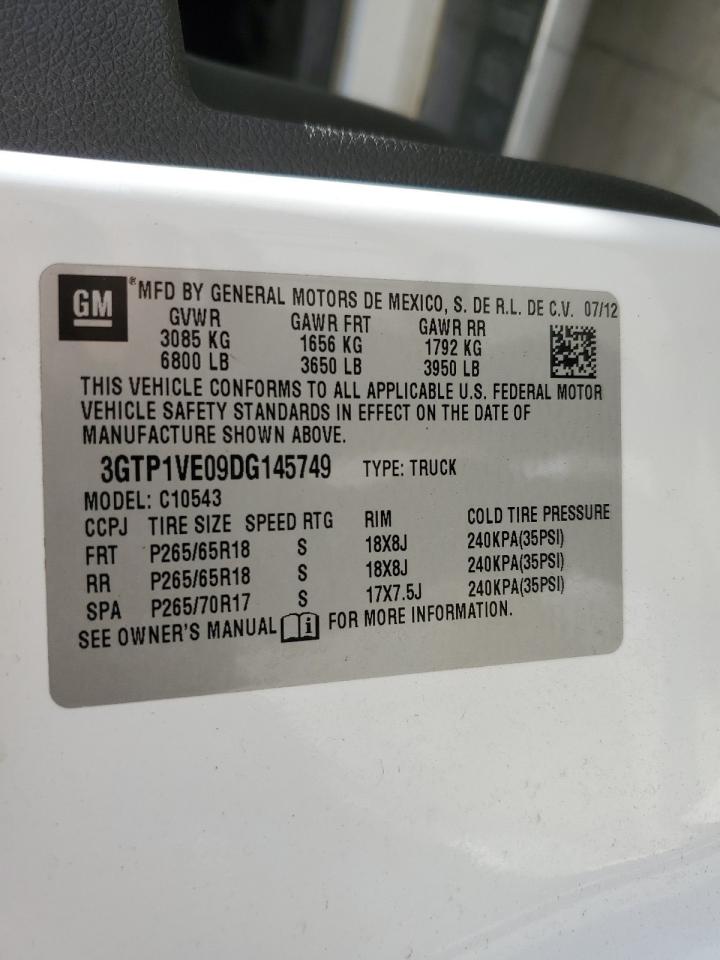 GM ® MFD BY GENERAL MOTORS DE MEXICO, S. DE R.L. DE C.V. 07/12
GVWR GAWR FRT GAWR RR
3085 KG 1656 KG 1792 KG
6800 LB 3650 LB 3950 LB
THIS VEHICLE CONFORMS TO ALL APPLICABLE U.S. FEDERAL MOTOR
VEHICLE SAFETY STANDARDS IN EFFECT ON THE DATE OF
MANUFACTURE SHOWN ABOVE.
3GTP1VE09DG145749 TYPE: TRUCK
MODEL: C10543
CCPJ TIRE SIZE SPEED RTG RIM COLD TIRE PRESSURE
FRT P265/65R18 S 18X8J 240KPA(35PSI)
RR P265/65R18 S 18X8J 240KPA(35PSI)
SPA P265/70R17 S 17X7.5J 240KPA(35PSI)
SEE OWNER'S MANUAL i FOR MORE INFORMATION.